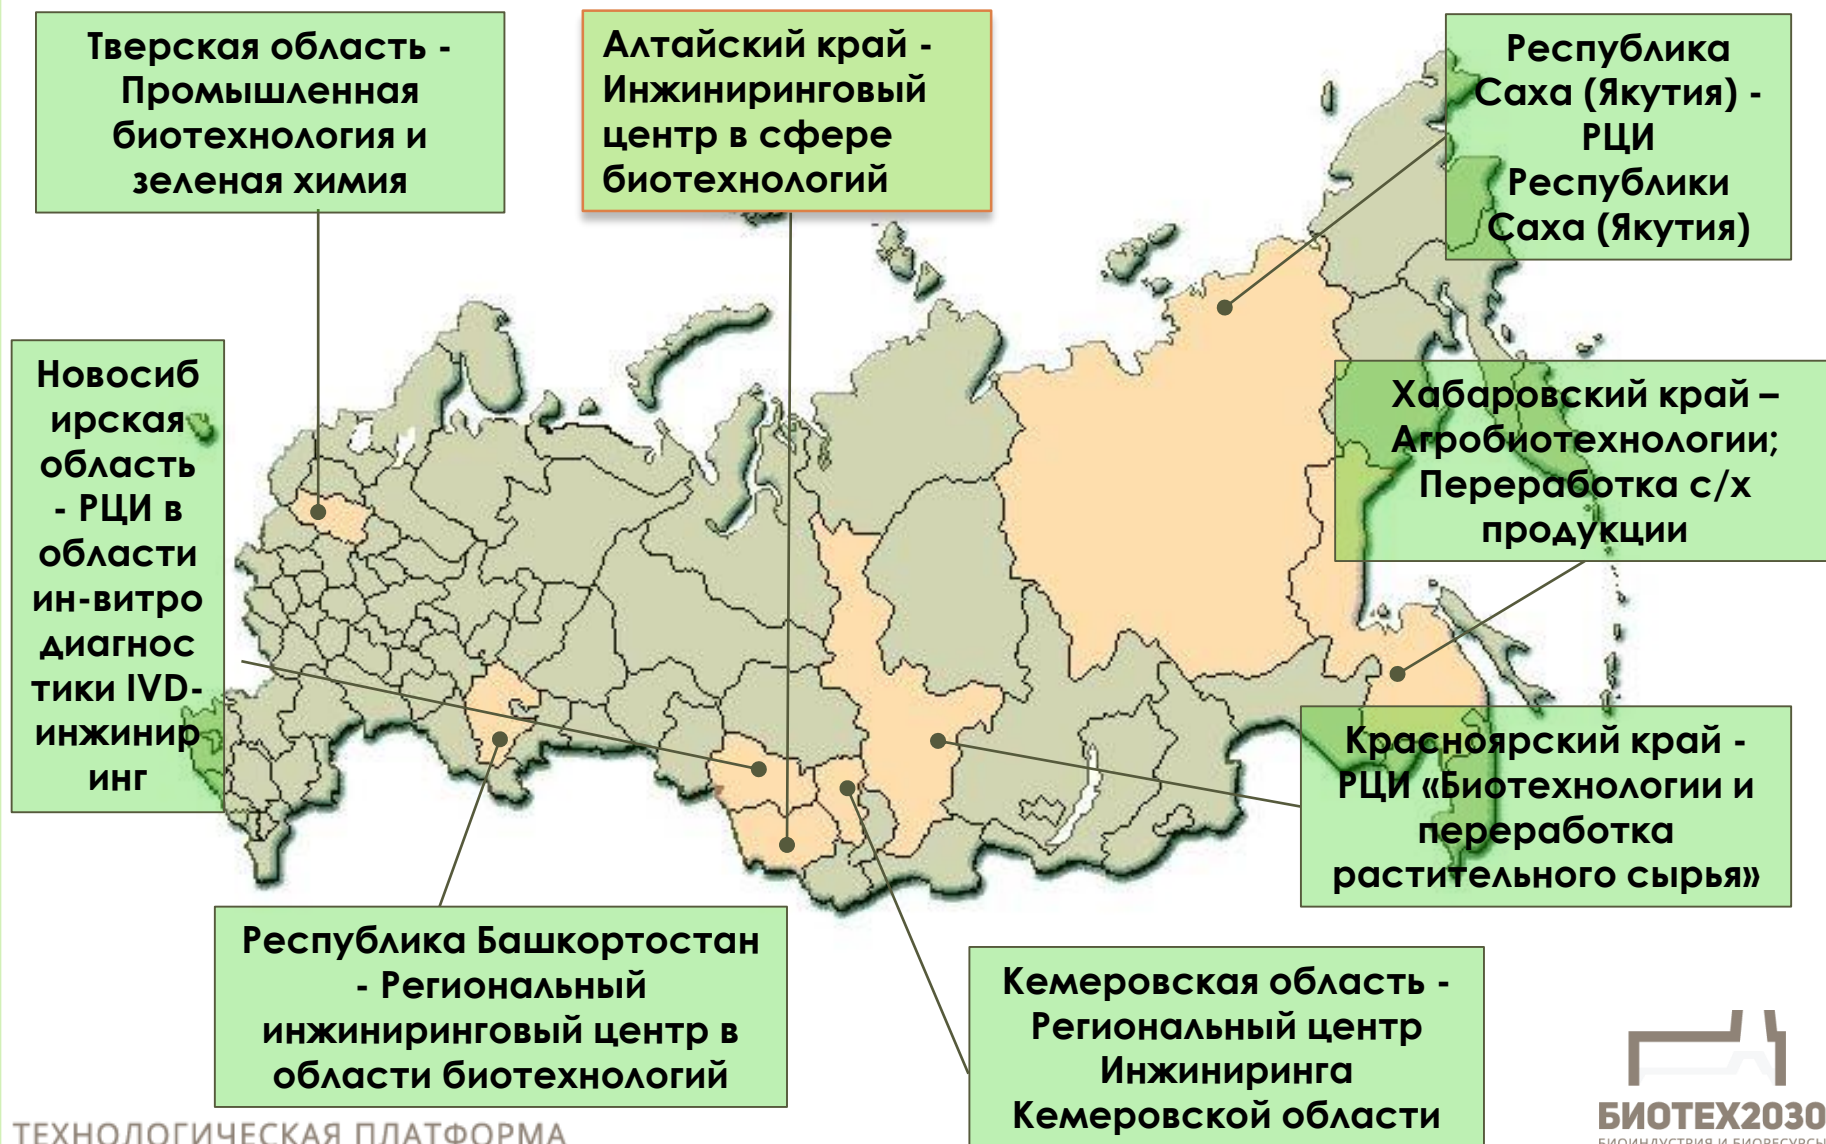 Тверская область -
Промышленная
биотехнология и
зеленая химия
Алтайский край -
Инжиниринговый
центр в сфере
биотехнологий
Республика
Саха (Якутия) -
РЦИ
Республики
Саха (Якутия)
Новосиб
ирская
область
- РЦИ в
области
ин-витро
диагнос
тики IVD-
инжинир
инг
Хабаровский край –
Агробиотехнологии;
Переработка с/х
продукции
Красноярский край -
РЦИ «Биотехнологии и
переработка
растительного сырья»
Республика Башкортостан
- Региональный
инжиниринговый центр в
области биотехнологий
Кемеровская область -
Региональный центр
Инжиниринга
Кемеровской области
ТЕХНОЛОГИЧЕСКАЯ ПЛАТФОРМА
БИОТЕХ2030
БИОИНДУСТРИЯ И БИОРЕСУРСЫ